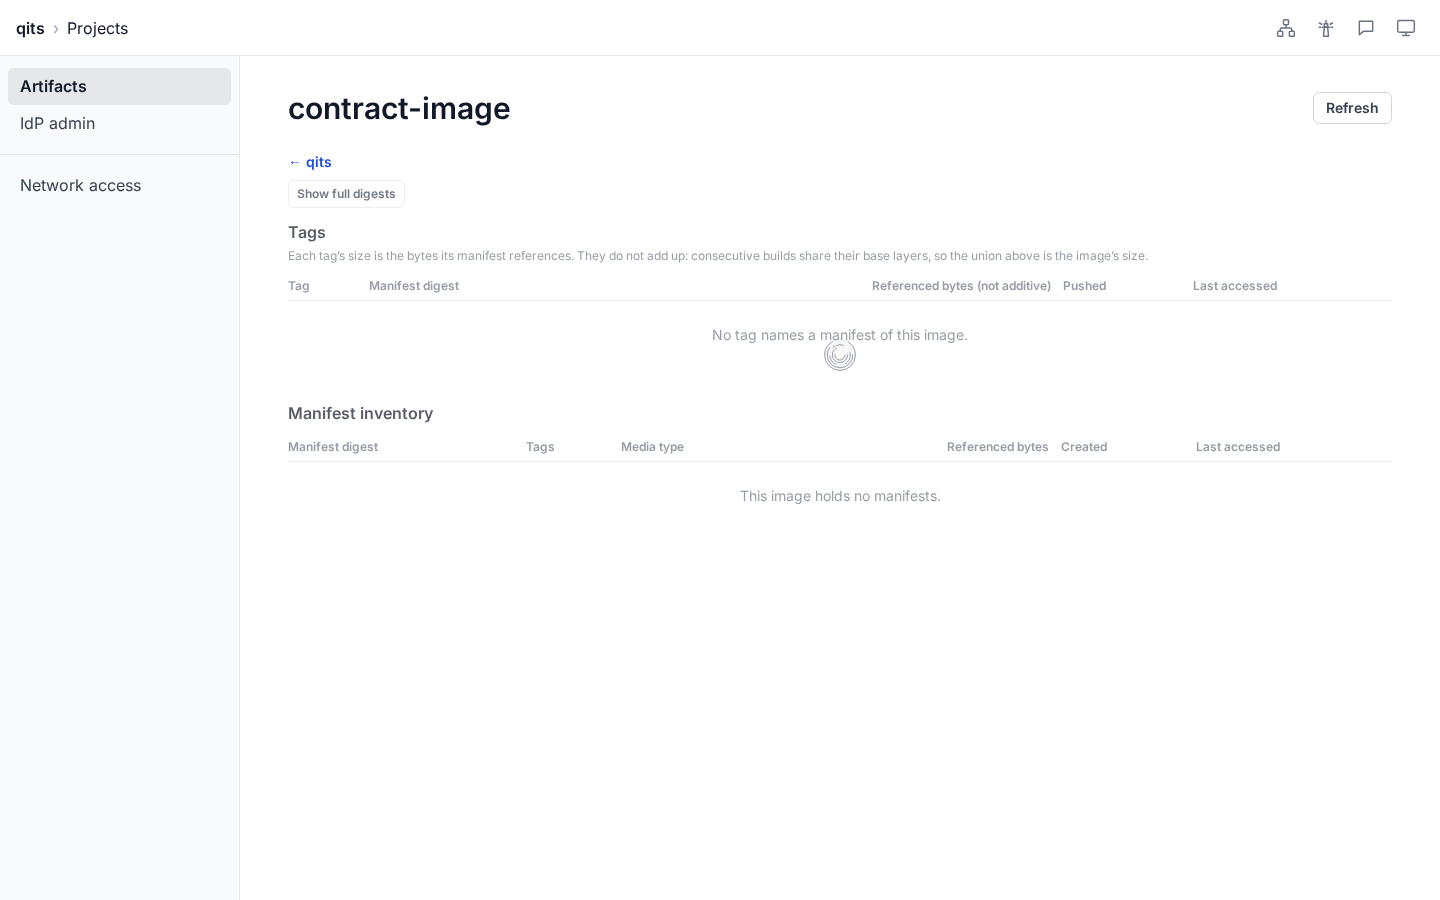 qits › Projects
Artifacts
IdP admin
Network access
contract-image
Refresh
← qits
Show full digests
Tags
Each tag’s size is the bytes its manifest references. They do not add up: consecutive builds share their base layers, so the union above is the image’s size.
Tag Manifest digest Referenced bytes (not additive) Pushed Last accessed
No tag names a manifest of this image.
Manifest inventory
Manifest digest Tags Media type Referenced bytes Created Last accessed
This image holds no manifests.